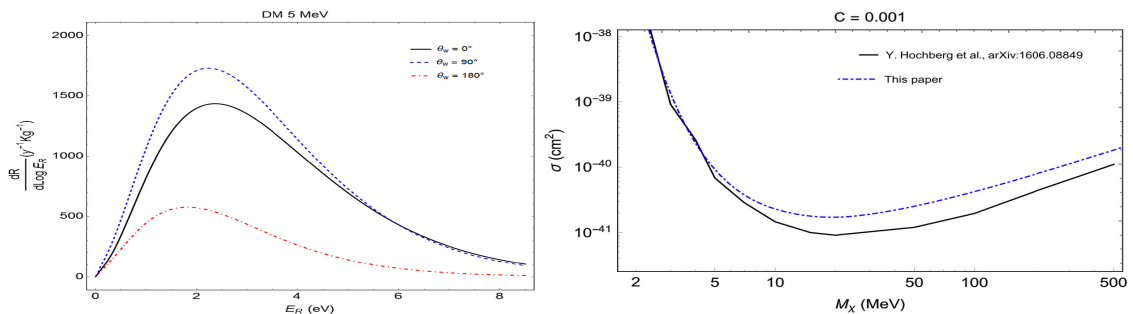 DM 5 MeV
2000
1500
1000
500
0
dR
dLog E_R
(y⁻¹Kg⁻¹)
θ_w = 0°
θ_w = 90°
θ_w = 180°
0 2 4 6 8
E_R (eV)
C = 0.001
10⁻³⁸
10⁻³⁹
10⁻⁴⁰
10⁻⁴¹
σ (cm²)
Y. Hochberg et al., arXiv:1606.08849
This paper
2 5 10 50 100 500
M_χ (MeV)